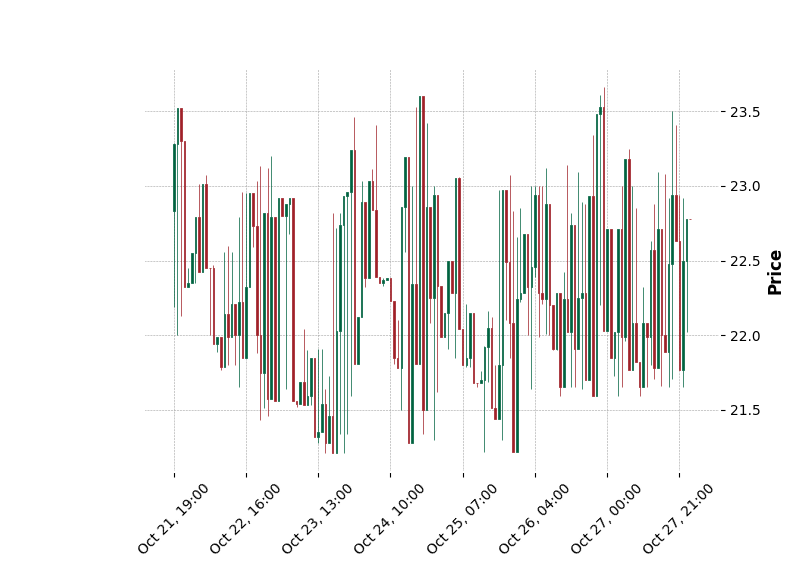 23.5
23.0
22.5
22.0
21.5
Price
Oct 21, 19:00
Oct 22, 16:00
Oct 23, 13:00
Oct 24, 10:00
Oct 25, 07:00
Oct 26, 04:00
Oct 27, 00:00
Oct 27, 21:00